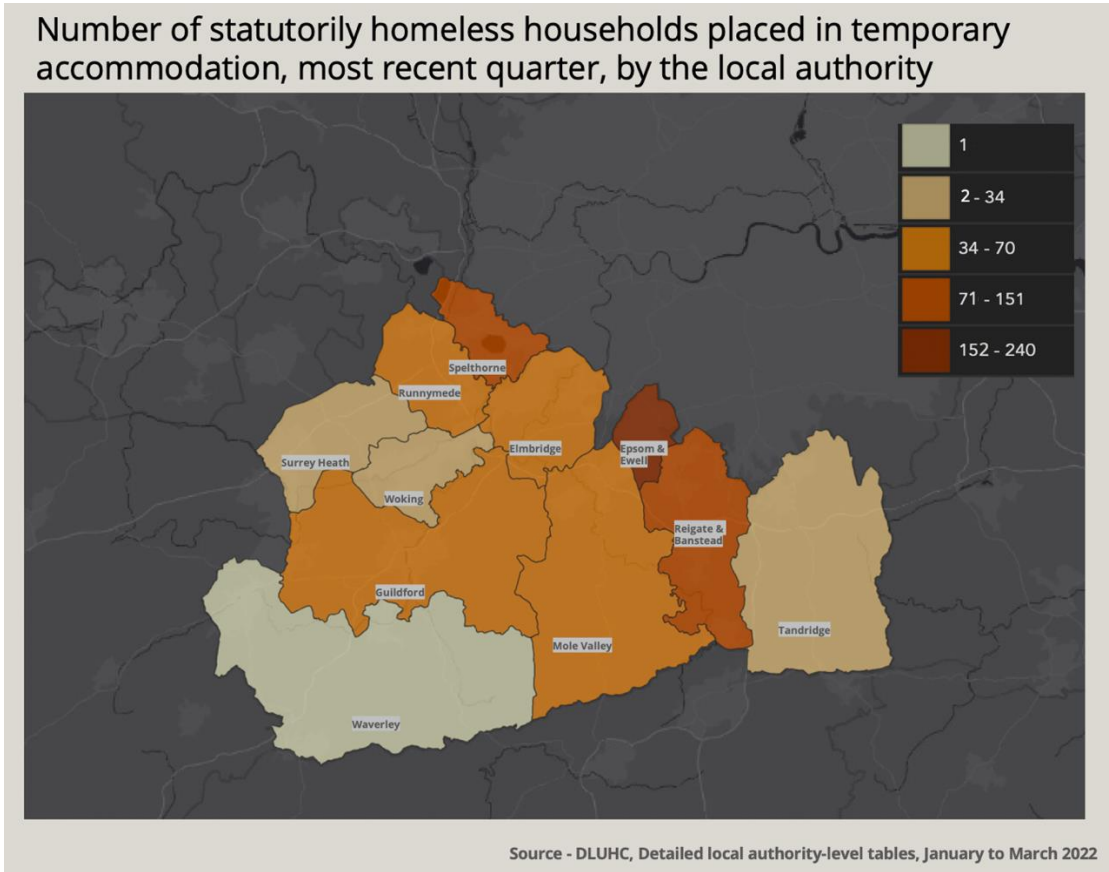 Number of statutorily homeless households placed in temporary
accommodation, most recent quarter, by the local authority
1
2 - 34
34 - 70
71 - 151
152 - 240
Spelthorne
Runnymede
Elmbridge
Epsom &
Ewell
Surrey Heath
Woking
Reigate &
Banstead
Guildford
Tandridge
Mole Valley
Waverley
Source - DLUHC, Detailed local authority-level tables, January to March 2022